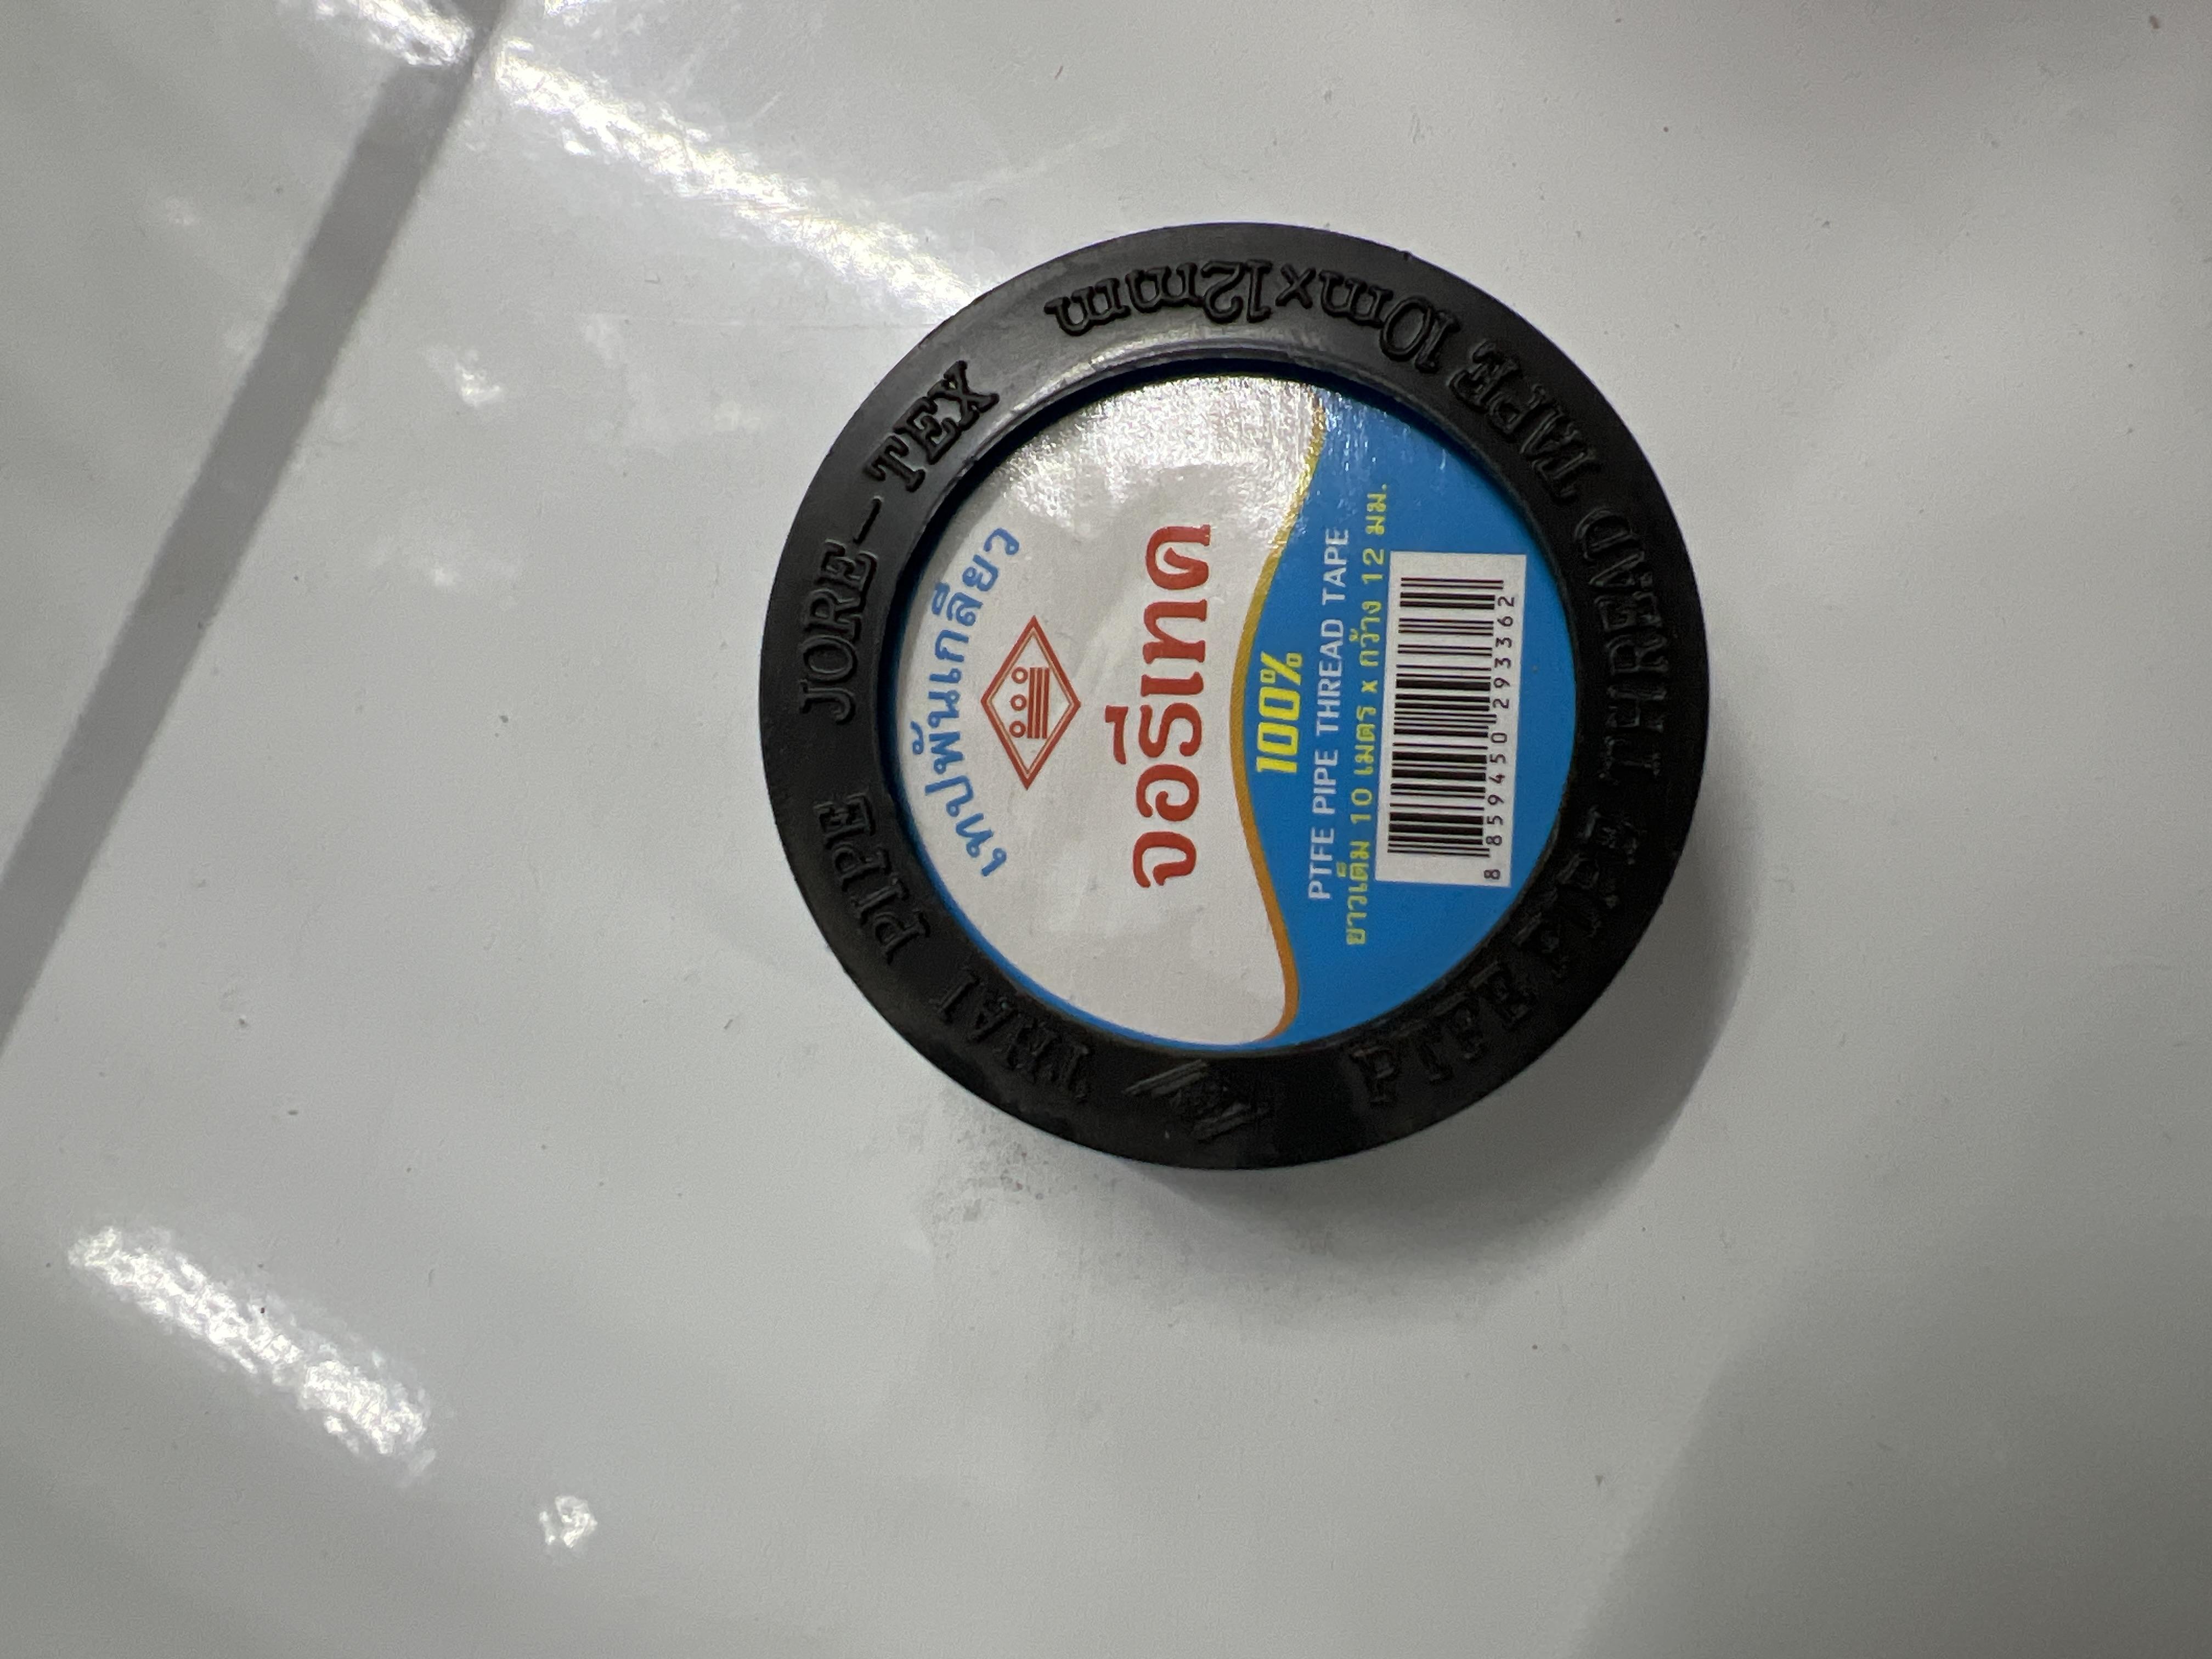 THAI PIPE JORE-TEX
PTFE PIPE THREAD TAPE 10mx12mm
เทปพันเกลียว
จอรีเทค
100%
PTFE PIPE THREAD TAPE
ยาวเต็ม 10 เมตร x กว้าง 12 มม.
8 859450 293362